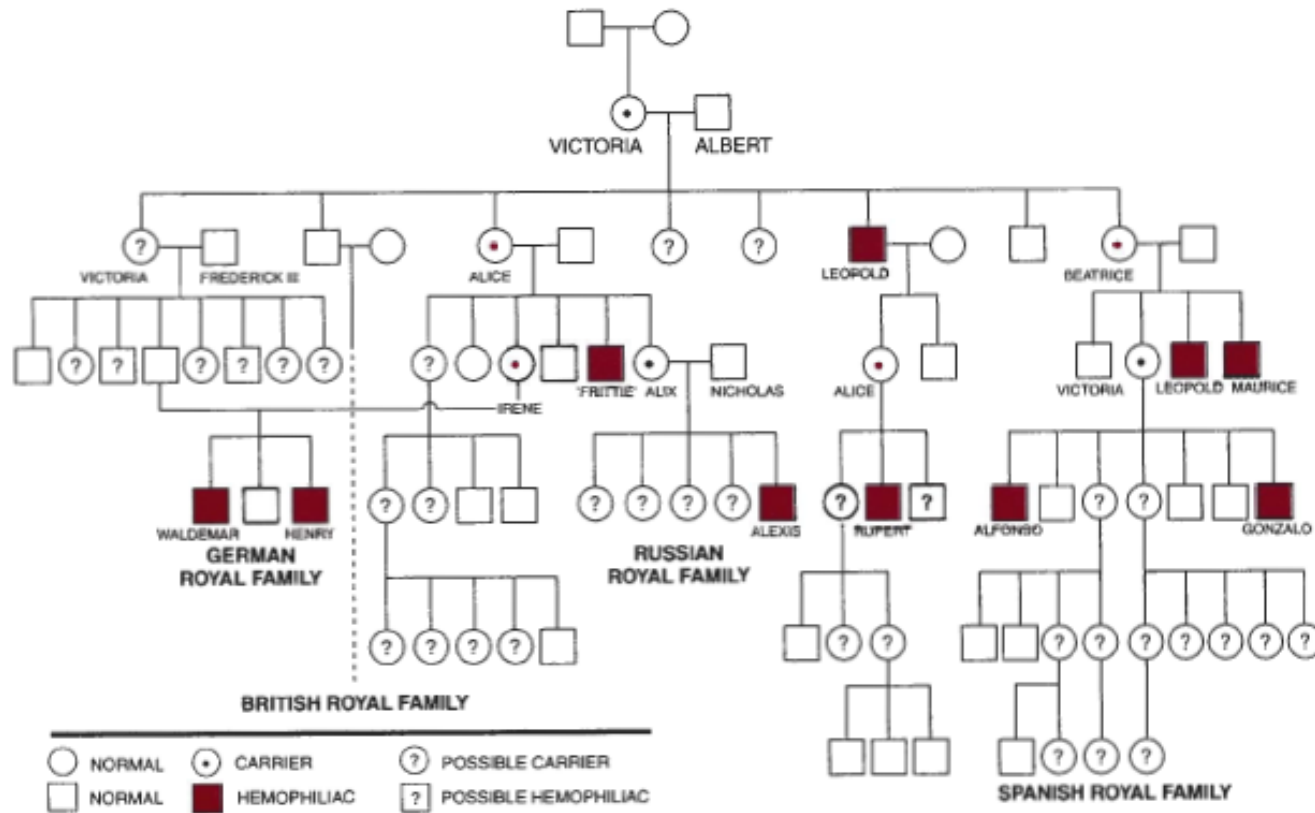 VICTORIA ALBERT
? ? ? ?
VICTORIA FREDERICK III ALICE LEOPOLD BEATRICE
? ? ? ? ? ? ?
'FRITTIE' ALIX NICHOLAS ALICE VICTORIA LEOPOLD MAURICE
IRENE
? ? ? ? ? ? ? ? ? ?
WALDEMAR HENRY ALEXIS RUPERT ALFONSO GONZALO
GERMAN
ROYAL FAMILY
RUSSIAN
ROYAL FAMILY
? ? ? ? ? ? ? ? ? ? ? ?
BRITISH ROYAL FAMILY
? ? ?
SPANISH ROYAL FAMILY
NORMAL CARRIER ? POSSIBLE CARRIER
NORMAL HEMOPHILIAC ? POSSIBLE HEMOPHILIAC